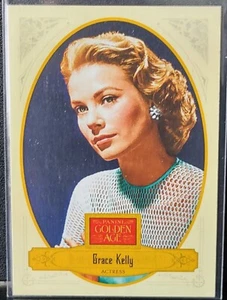 PANINI
GOLDEN
AGE
Grace Kelly
ACTRESS